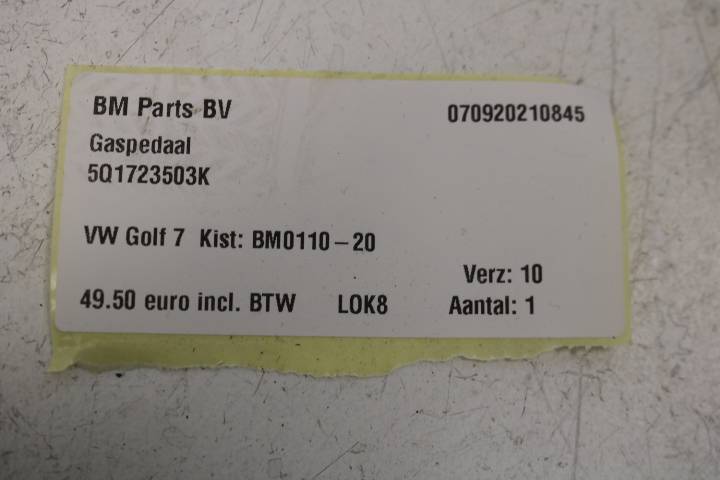 BM Parts BV 070920210845
Gaspedaal
5Q1723503K
VW Golf 7 Kist: BM0110-20
Verz: 10
49.50 euro incl. BTW LOK8 Aantal: 1